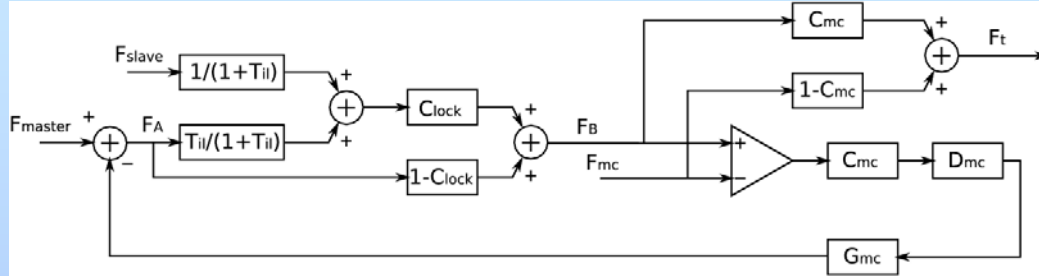 Cmc
+
Ft
Fslave
1/(1+Til)
+
+
1-Cmc
+
+
Clock
+
Fmaster
+
FA
Til/(1+Til)
+
+
FB
+
−
Fmc
−
Cmc
Dmc
1-Clock
+
Gmc